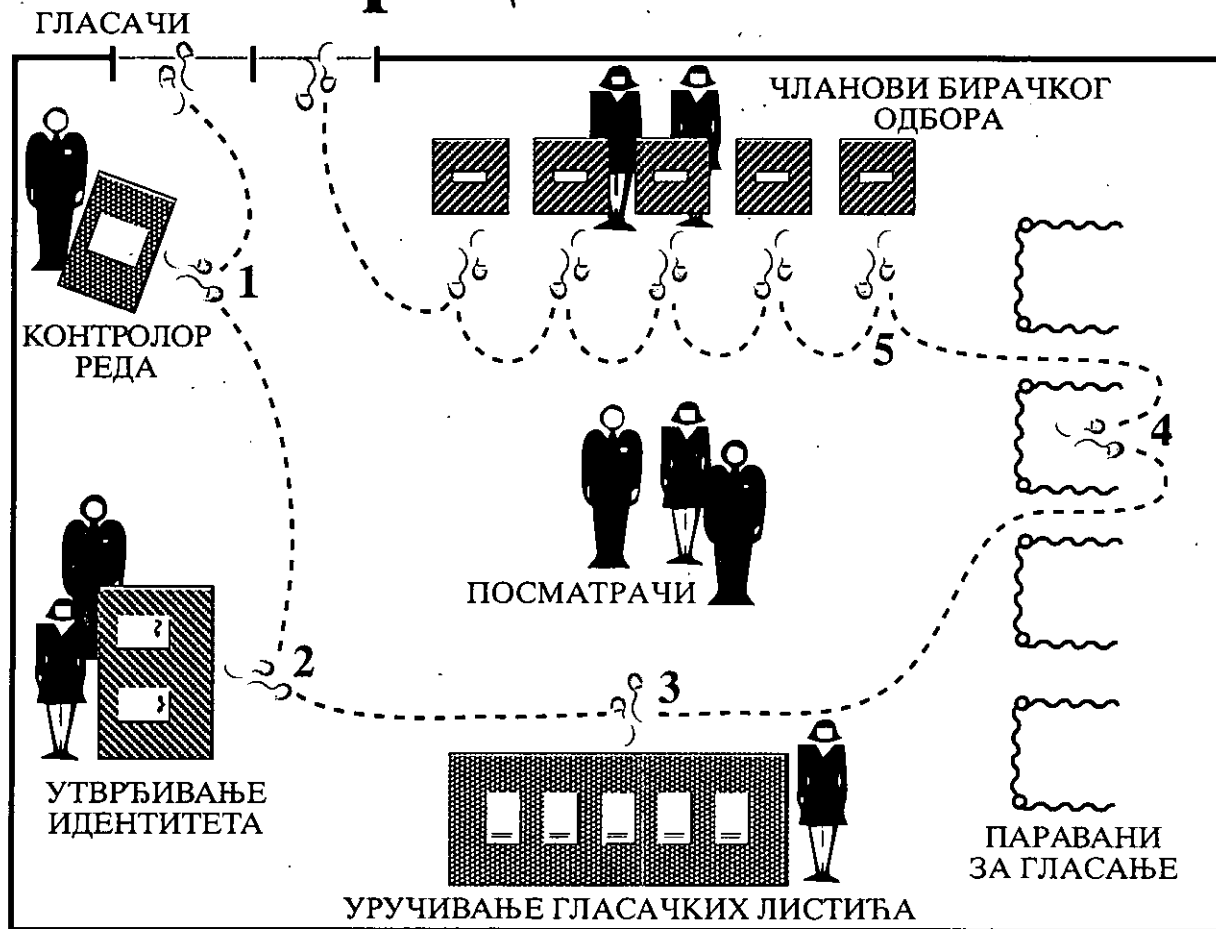 ГЛАСАЧИ
ЧЛАНОВИ БИРАЧКОГ
ОДБОРА
1
КОНТРОЛОР
РЕДА
5
4
ПОСМАТРАЧИ
2
3
УТВРЂИВАЊЕ
ИДЕНТИТЕТА
ПАРАВАНИ
ЗА ГЛАСАЊЕ
УРУЧИВАЊЕ ГЛАСАЧКИХ ЛИСТИЋА